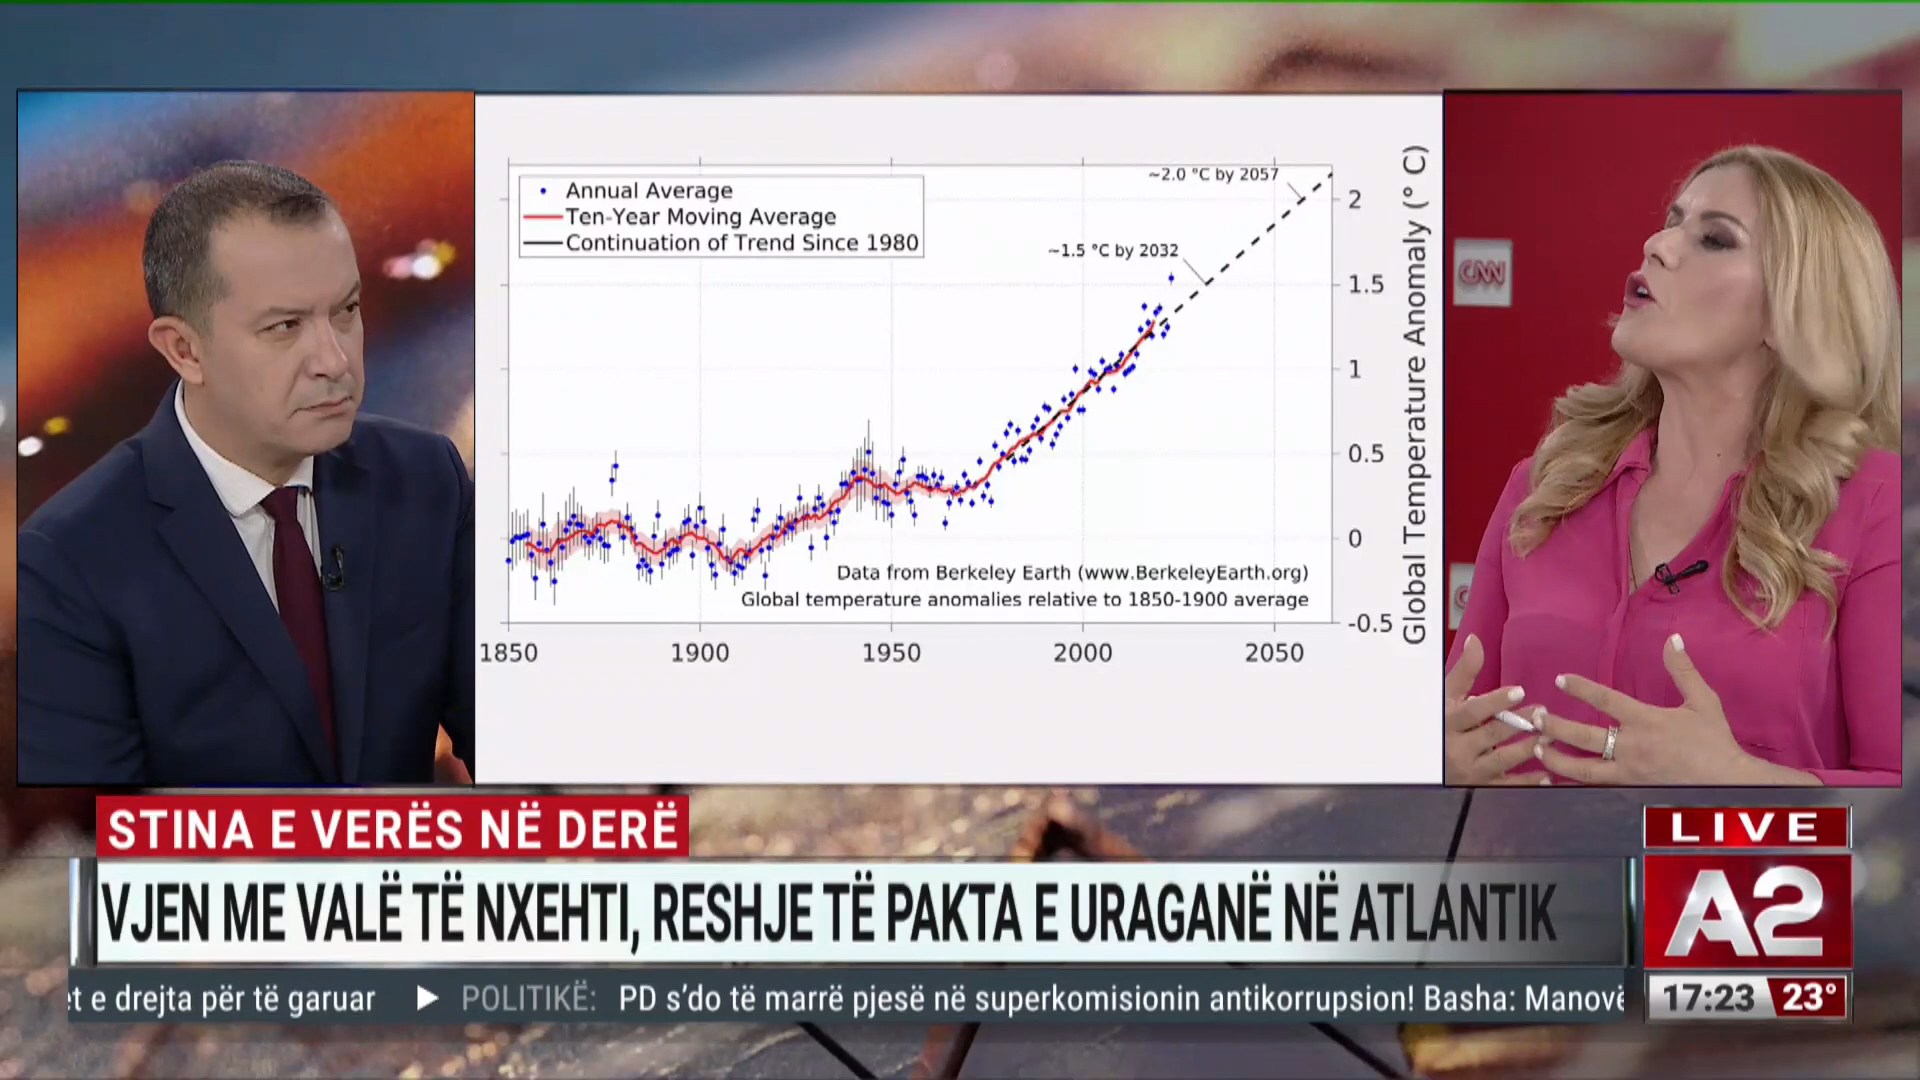 Annual Average
Ten-Year Moving Average
Continuation of Trend Since 1980
~2.0 °C by 2057
~1.5 °C by 2032
2
1.5
1
0.5
0
-0.5
Global Temperature Anomaly (° C)
Data from Berkeley Earth (www.BerkeleyEarth.org)
Global temperature anomalies relative to 1850-1900 average
1850 1900 1950 2000 2050
CNN
STINA E VERËS NË DERË
VJEN ME VALË TË NXEHTI, RESHJE TË PAKTA E URAGANË NË ATLANTIK
e drejta për të garuar ▶ POLITIKË: PD s’do të marrë pjesë në superkomisionin antikorrupsion! Basha:
LIVE
A2
17:23 23°